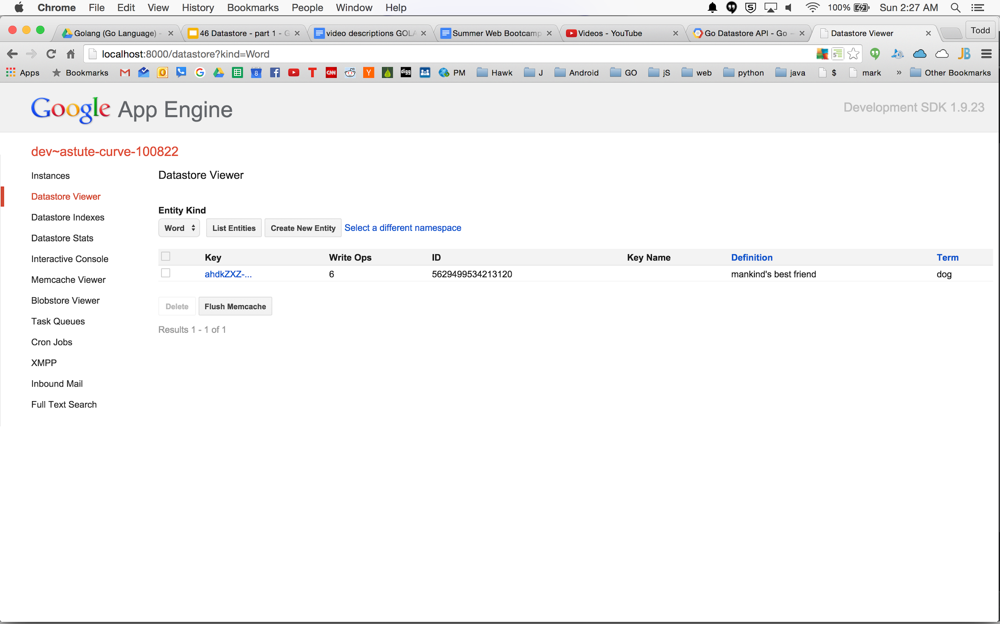 Chrome File Edit View History Bookmarks People Window Help 100% Sun 2:27 AM
Golang (Go Language) - 46 Datastore - part 1 - G video descriptions GOLA Summer Web Bootcamp Videos - YouTube Go Datastore API - Go - Datastore Viewer Todd
localhost:8000/datastore?kind=Word JB
Apps Bookmarks 8 T CNN Y digg PM Hawk J Android GO jS web python java $ mark » Other Bookmarks
Google App Engine Development SDK 1.9.23
dev~astute-curve-100822
Instances
Datastore Viewer
Datastore Indexes
Datastore Stats
Interactive Console
Memcache Viewer
Blobstore Viewer
Task Queues
Cron Jobs
XMPP
Inbound Mail
Full Text Search
Datastore Viewer
Entity Kind
Word List Entities Create New Entity Select a different namespace
Key Write Ops ID Key Name Definition Term
ahdkZXZ-... 6 5629499534213120 mankind's best friend dog
Delete Flush Memcache
Results 1 - 1 of 1